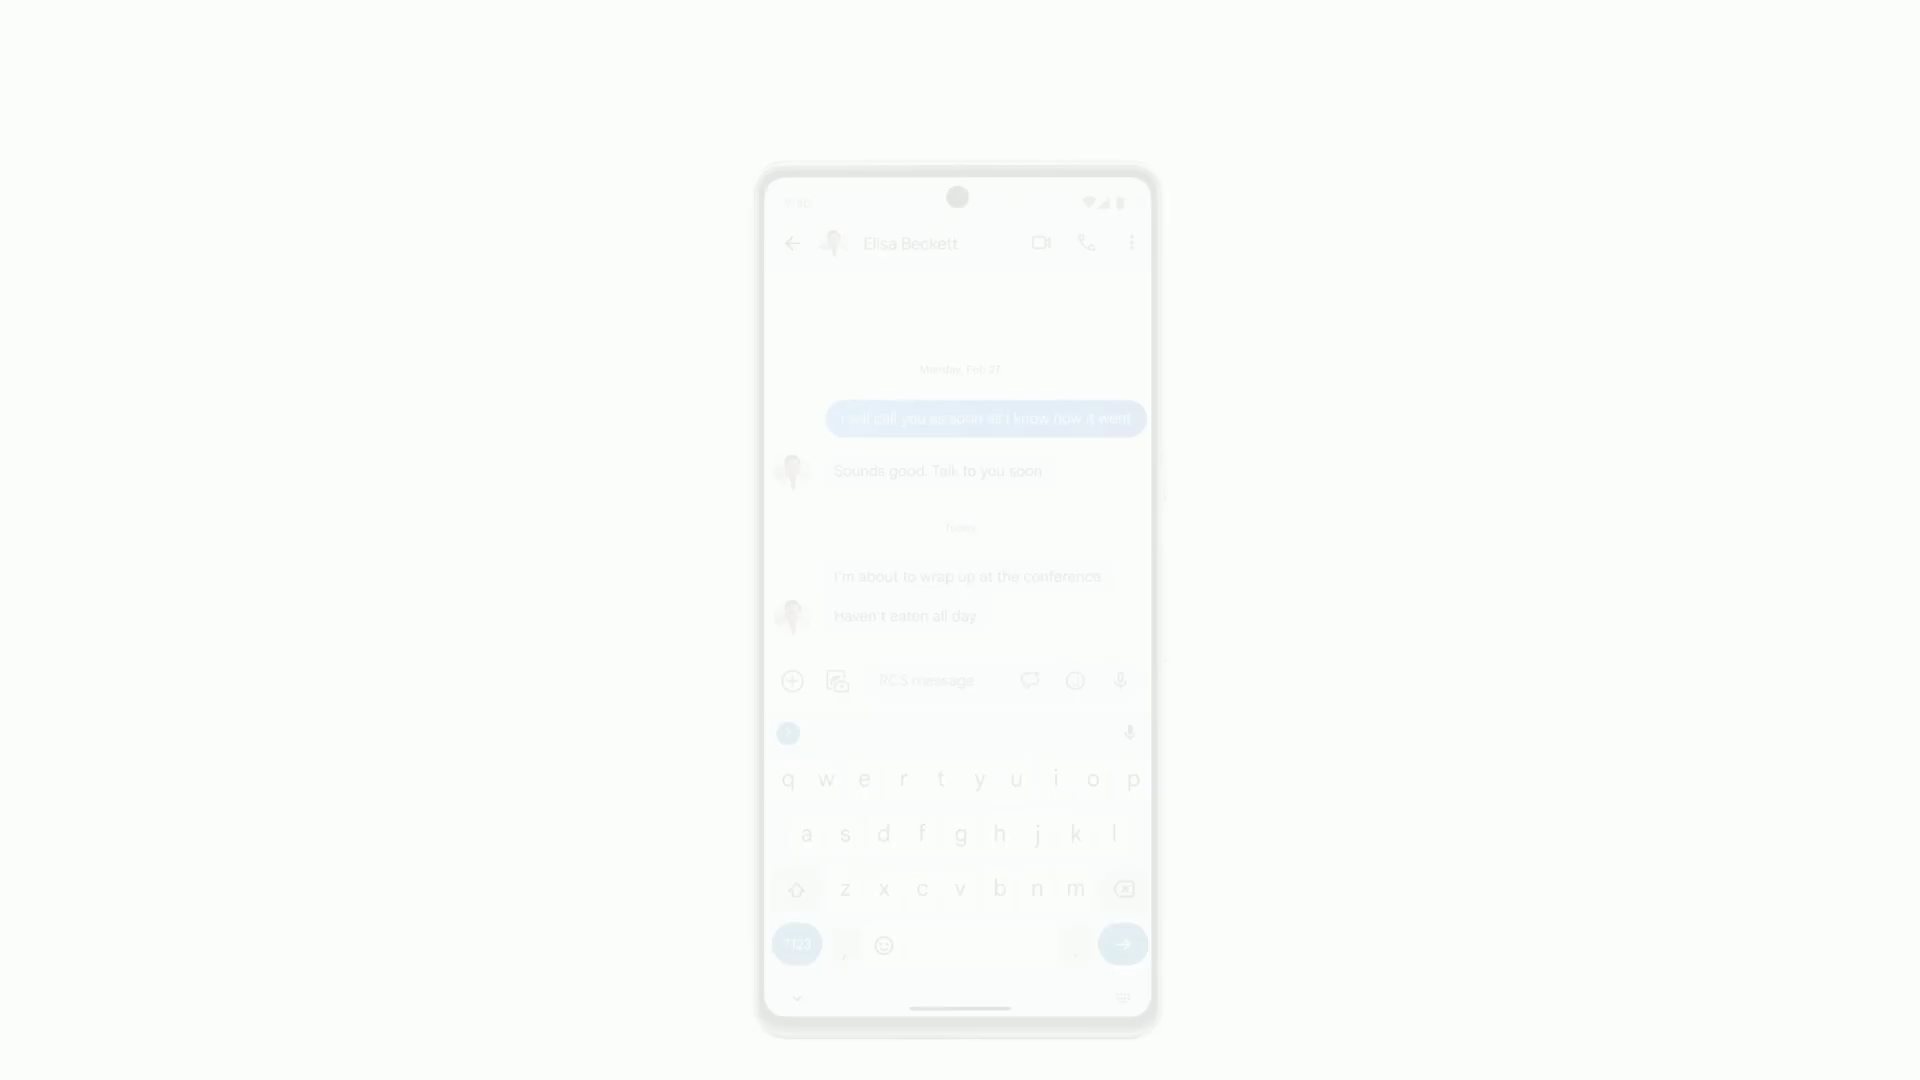 Elisa Beckett
Monday, Feb 27
I will call you as soon as I know how it went
Sounds good. Talk to you soon
Today
I'm about to wrap up at the conference
Haven't eaten all day
RCS message
q w e r t y u i o p
a s d f g h j k l
z x c v b n m
?123 , .